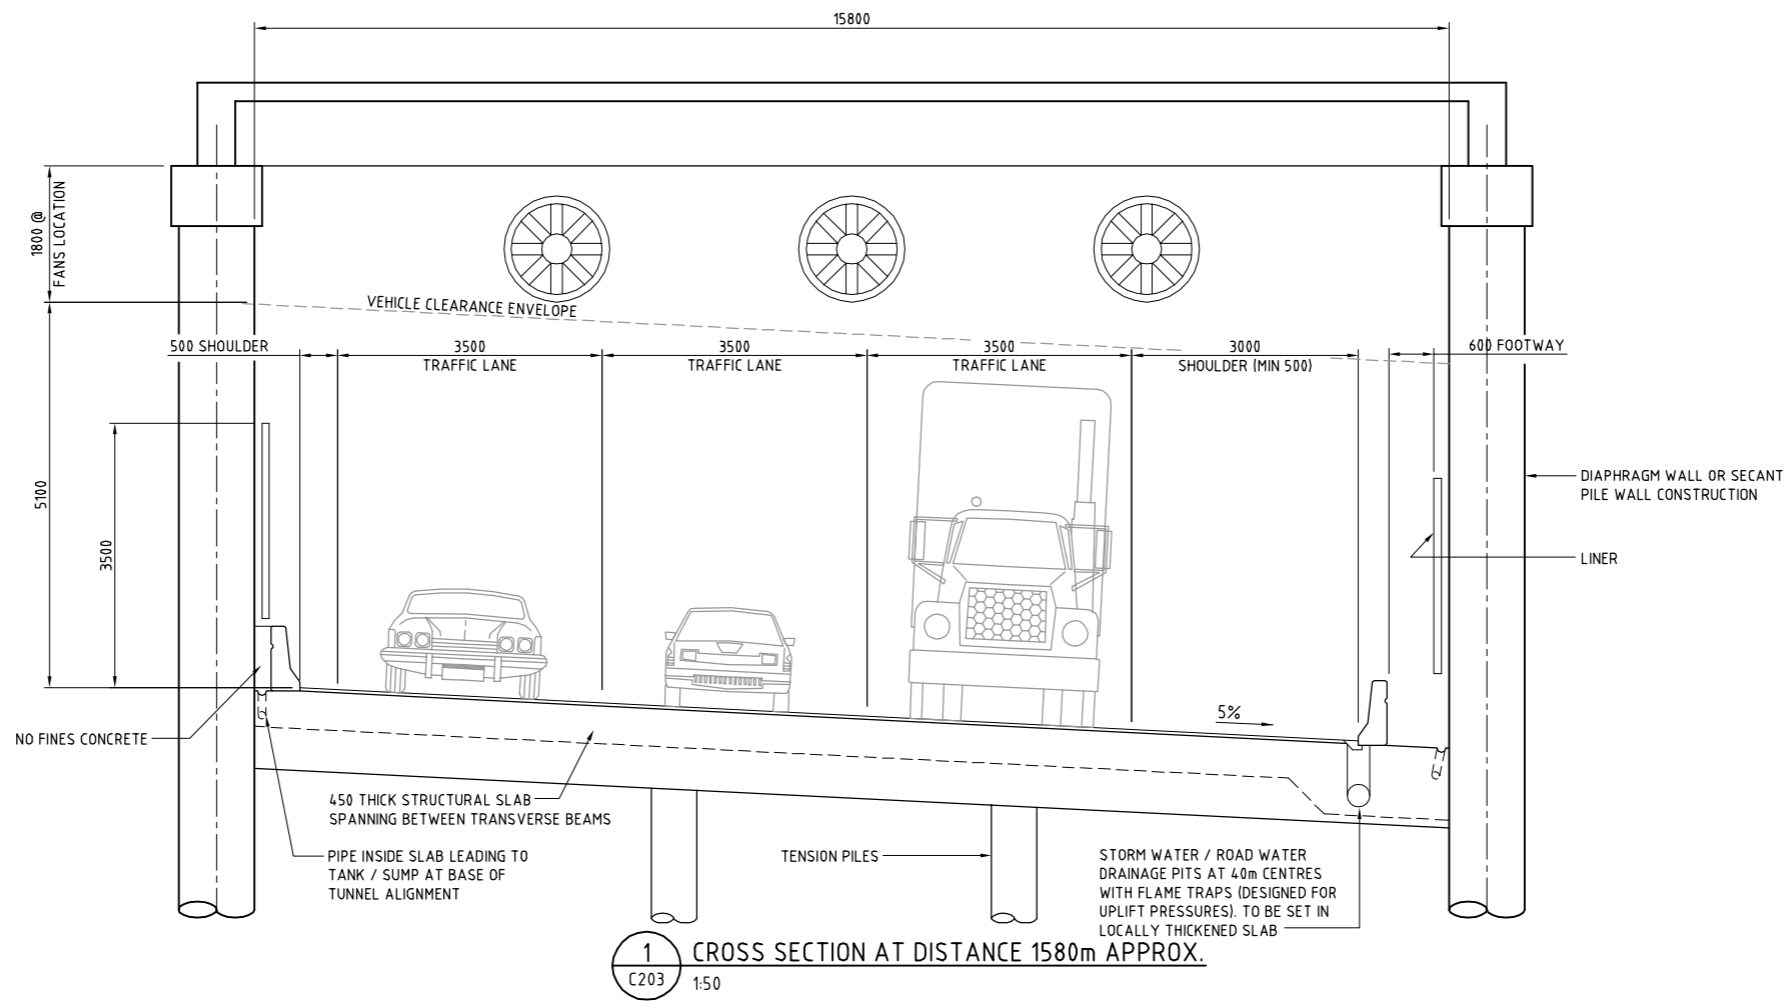 15800
1800 @
FANS LOCATION
VEHICLE CLEARANCE ENVELOPE
500 SHOULDER
3500
TRAFFIC LANE
3500
TRAFFIC LANE
3500
TRAFFIC LANE
3000
SHOULDER (MIN 500)
600 FOOTWAY
5100
3500
DIAPHRAGM WALL OR SECANT
PILE WALL CONSTRUCTION
LINER
5%
NO FINES CONCRETE
450 THICK STRUCTURAL SLAB
SPANNING BETWEEN TRANSVERSE BEAMS
PIPE INSIDE SLAB LEADING TO
TANK / SUMP AT BASE OF
TUNNEL ALIGNMENT
TENSION PILES
STORM WATER / ROAD WATER
DRAINAGE PITS AT 40m CENTRES
WITH FLAME TRAPS (DESIGNED FOR
UPLIFT PRESSURES). TO BE SET IN
LOCALLY THICKENED SLAB
1
C203
CROSS SECTION AT DISTANCE 1580m APPROX.
1:50